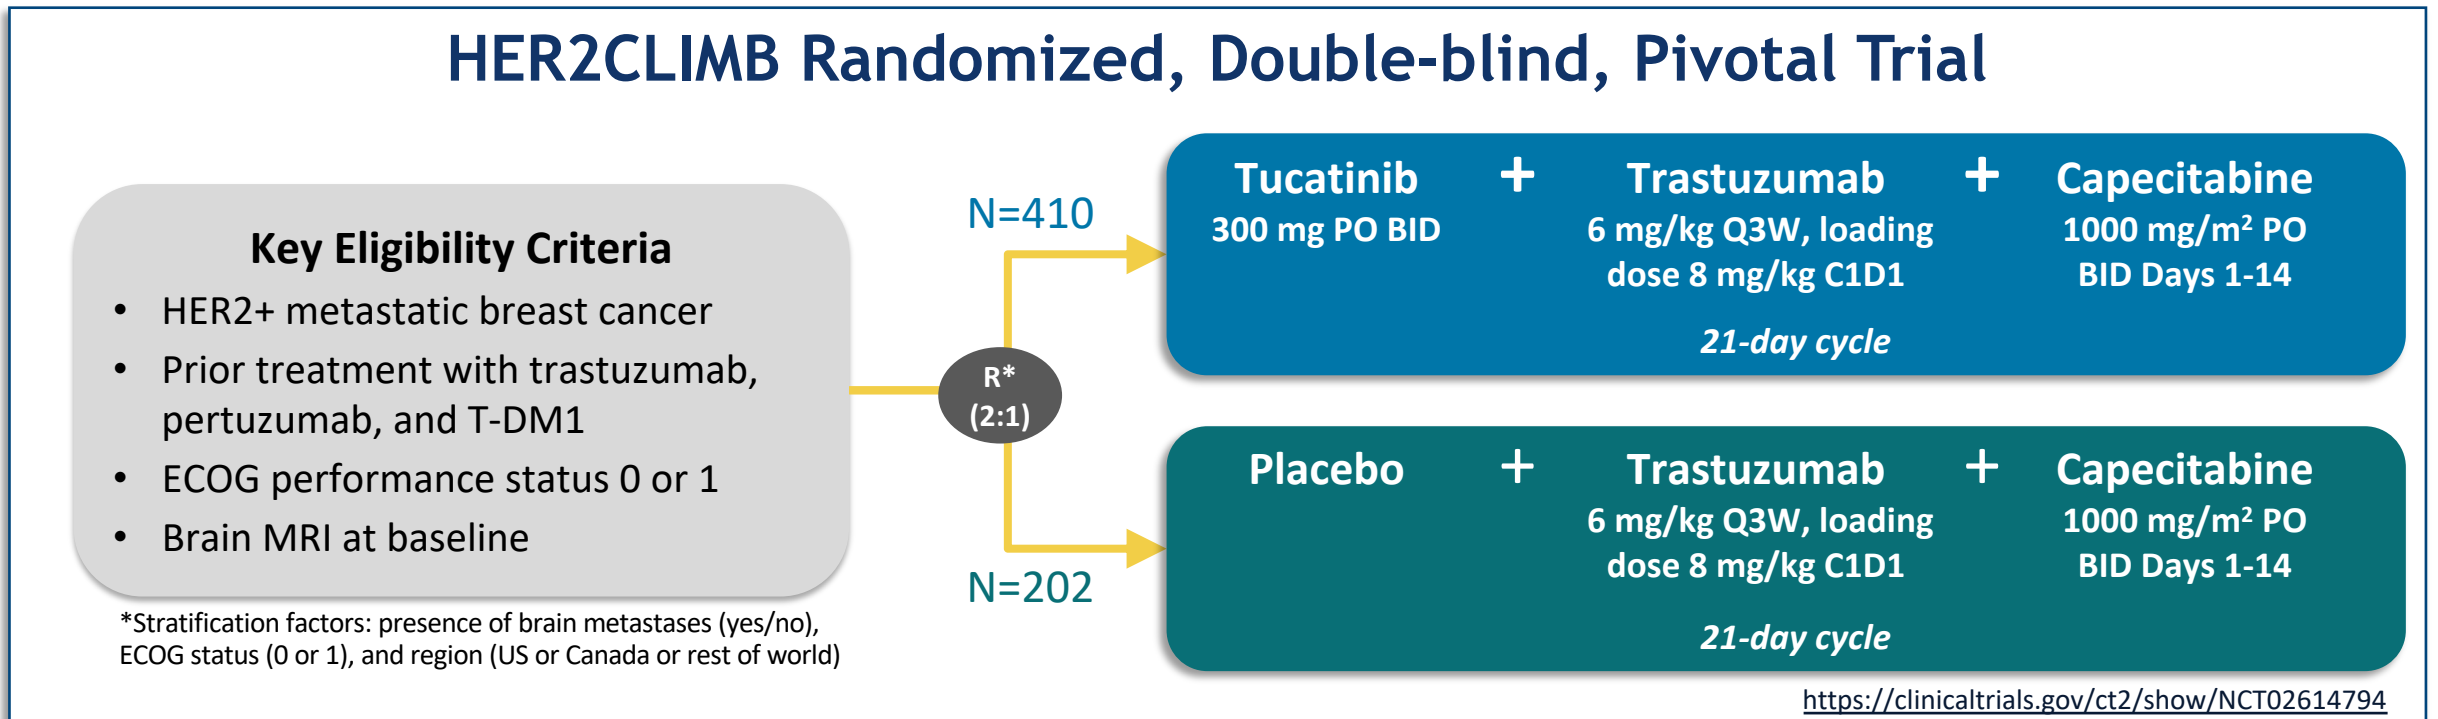 HER2CLIMB Randomized, Double-blind, Pivotal Trial
Key Eligibility Criteria
• HER2+ metastatic breast cancer
• Prior treatment with trastuzumab,
pertuzumab, and T-DM1
• ECOG performance status 0 or 1
• Brain MRI at baseline
*Stratification factors: presence of brain metastases (yes/no),
ECOG status (0 or 1), and region (US or Canada or rest of world)
R*
(2:1)
N=410
Tucatinib + Trastuzumab + Capecitabine
300 mg PO BID 6 mg/kg Q3W, loading 1000 mg/m² PO
dose 8 mg/kg C1D1 BID Days 1-14
21-day cycle
N=202
Placebo + Trastuzumab + Capecitabine
6 mg/kg Q3W, loading 1000 mg/m² PO
dose 8 mg/kg C1D1 BID Days 1-14
21-day cycle
https://clinicaltrials.gov/ct2/show/NCT02614794